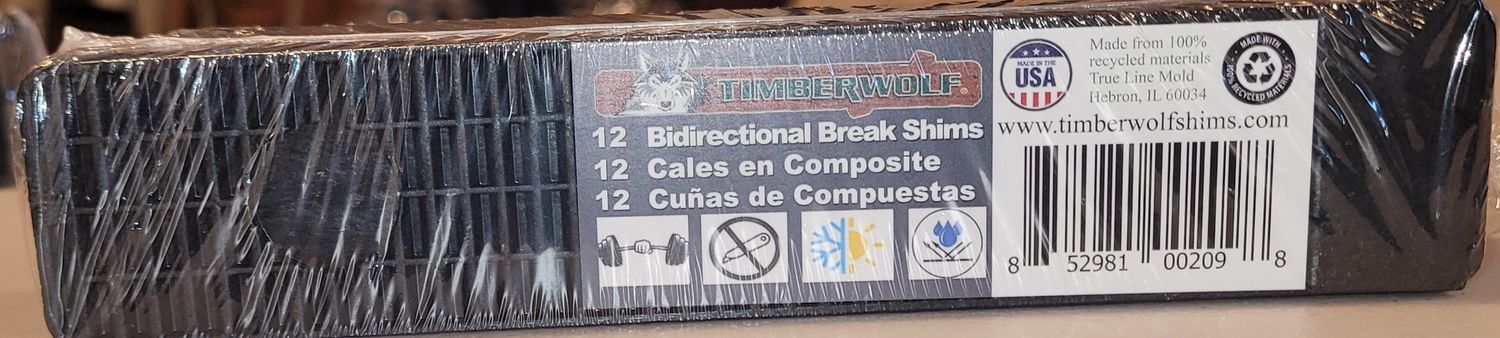 TIMBERWOLF®
12 Bidirectional Break Shims
12 Cales en Composite
12 Cuñas de Compuestas
MADE IN THE
USA
Made from 100%
recycled materials
True Line Mold
Hebron, IL 60034
MADE WITH
100% RECYCLED MATERIALS
www.timberwolfshims.com
8 52981 00209 8